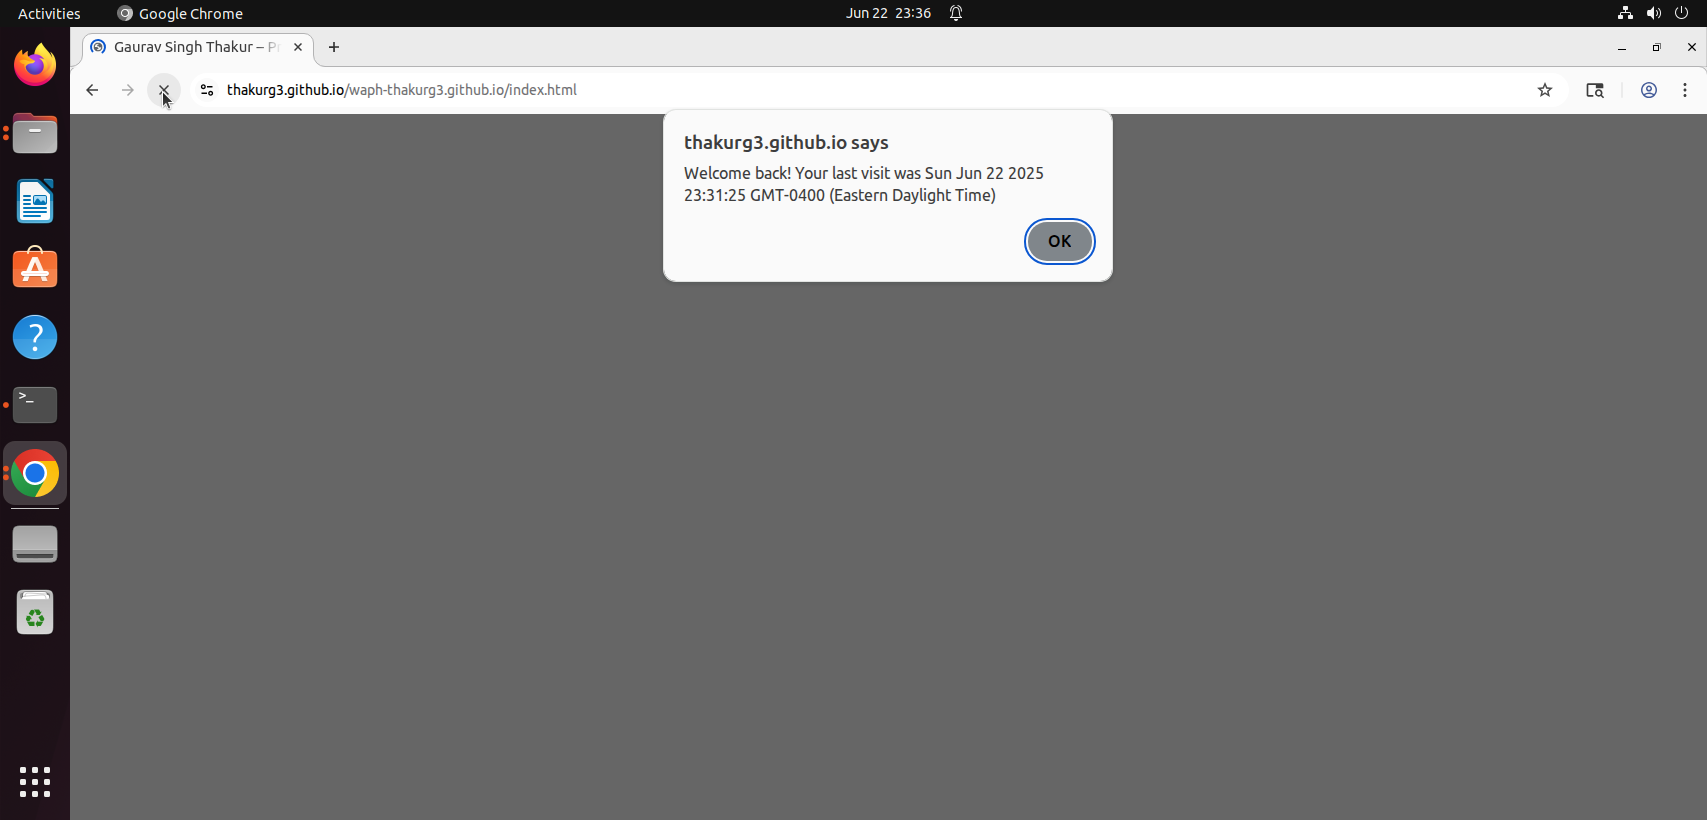 Activities
Google Chrome
Jun 22 23:36
Gaurav Singh Thakur – P
thakurg3.github.io/waph-thakurg3.github.io/index.html
thakurg3.github.io says
Welcome back! Your last visit was Sun Jun 22 2025
23:31:25 GMT-0400 (Eastern Daylight Time)
OK
?
>_